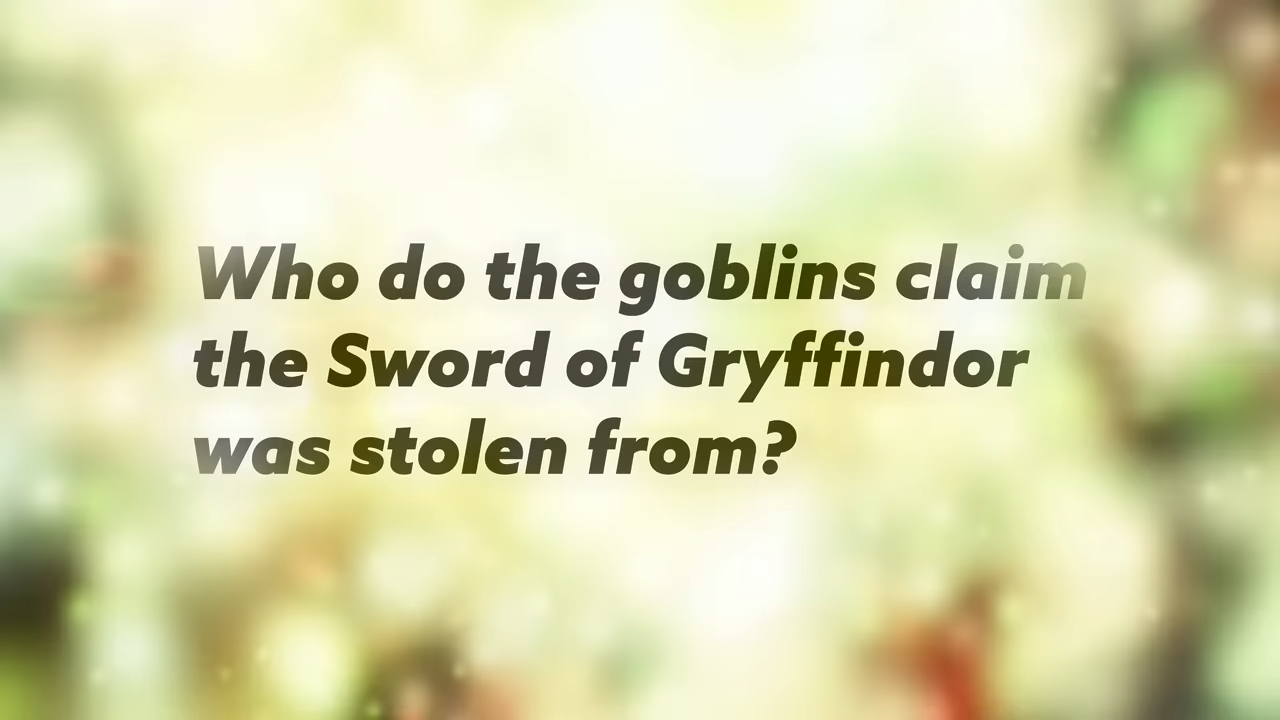 Who do the goblins claim
the Sword of Gryffindor
was stolen from?